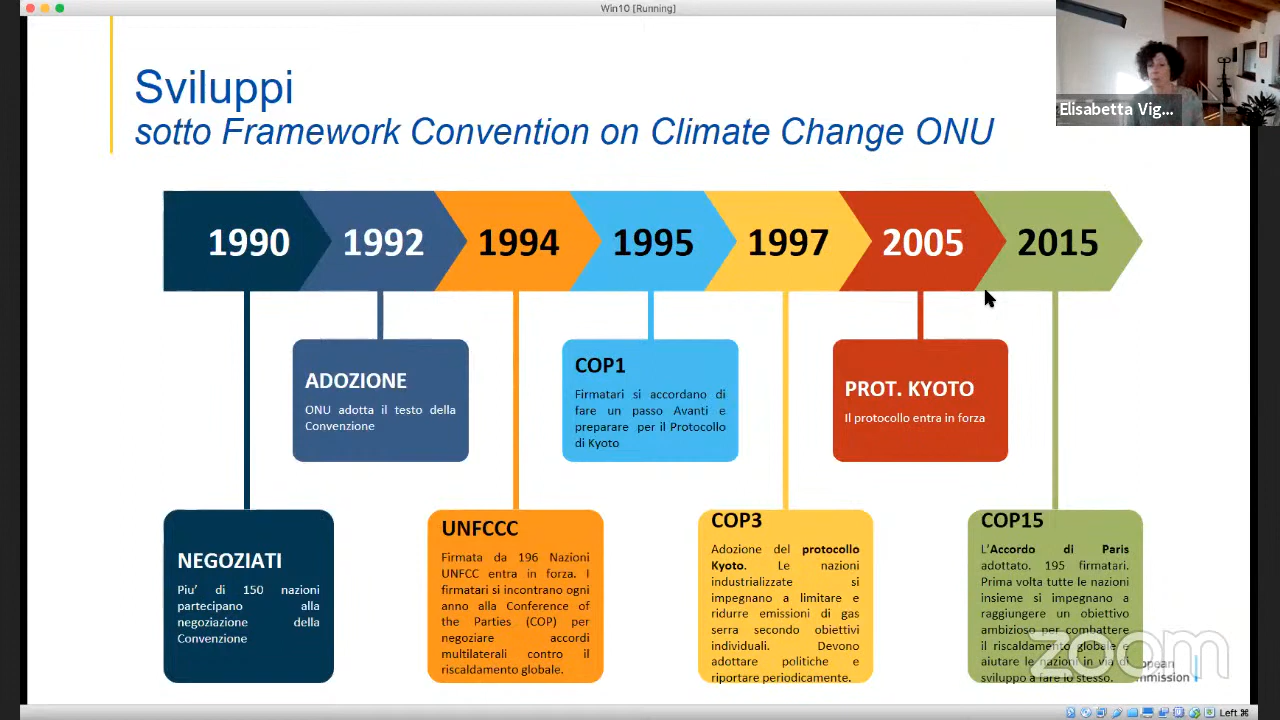 Win10 [Running]
Elisabetta Vig...
Sviluppi
sotto Framework Convention on Climate Change ONU
1990
1992
1994
1995
1997
2005
2015
ADOZIONE
ONU adotta il testo della
Convenzione
COP1
Firmatari si accordano di
fare un passo Avanti e
preparare per il Protocollo
di Kyoto
PROT. KYOTO
Il protocollo entra in forza
NEGOZIATI
Piu' di 150 nazioni
partecipano alla
negoziazione della
Convenzione
UNFCCC
Firmata da 196 Nazioni
UNFCC entra in forza. I
firmatari si incontrano ogni
anno alla Conference of
the Parties (COP) per
negoziare accordi
multilaterali contro il
riscaldamento globale.
COP3
Adozione del protocollo
Kyoto. Le nazioni
industrializzate si
impegnano a limitare e
ridurre emissioni di gas
serra secondo obiettivi
individuali. Devono
adottare politiche e
riportare periodicamente.
COP15
L'Accordo di Paris
adottato. 195 firmatari.
Prima volta tutte le nazioni
insieme si impegnano a
raggiungere un obiettivo
ambizioso per combattere
il riscaldamento globale e
aiutare le nazioni in via di
sviluppo a fare lo stesso.
zoom
opean
mmission
Left ⌘